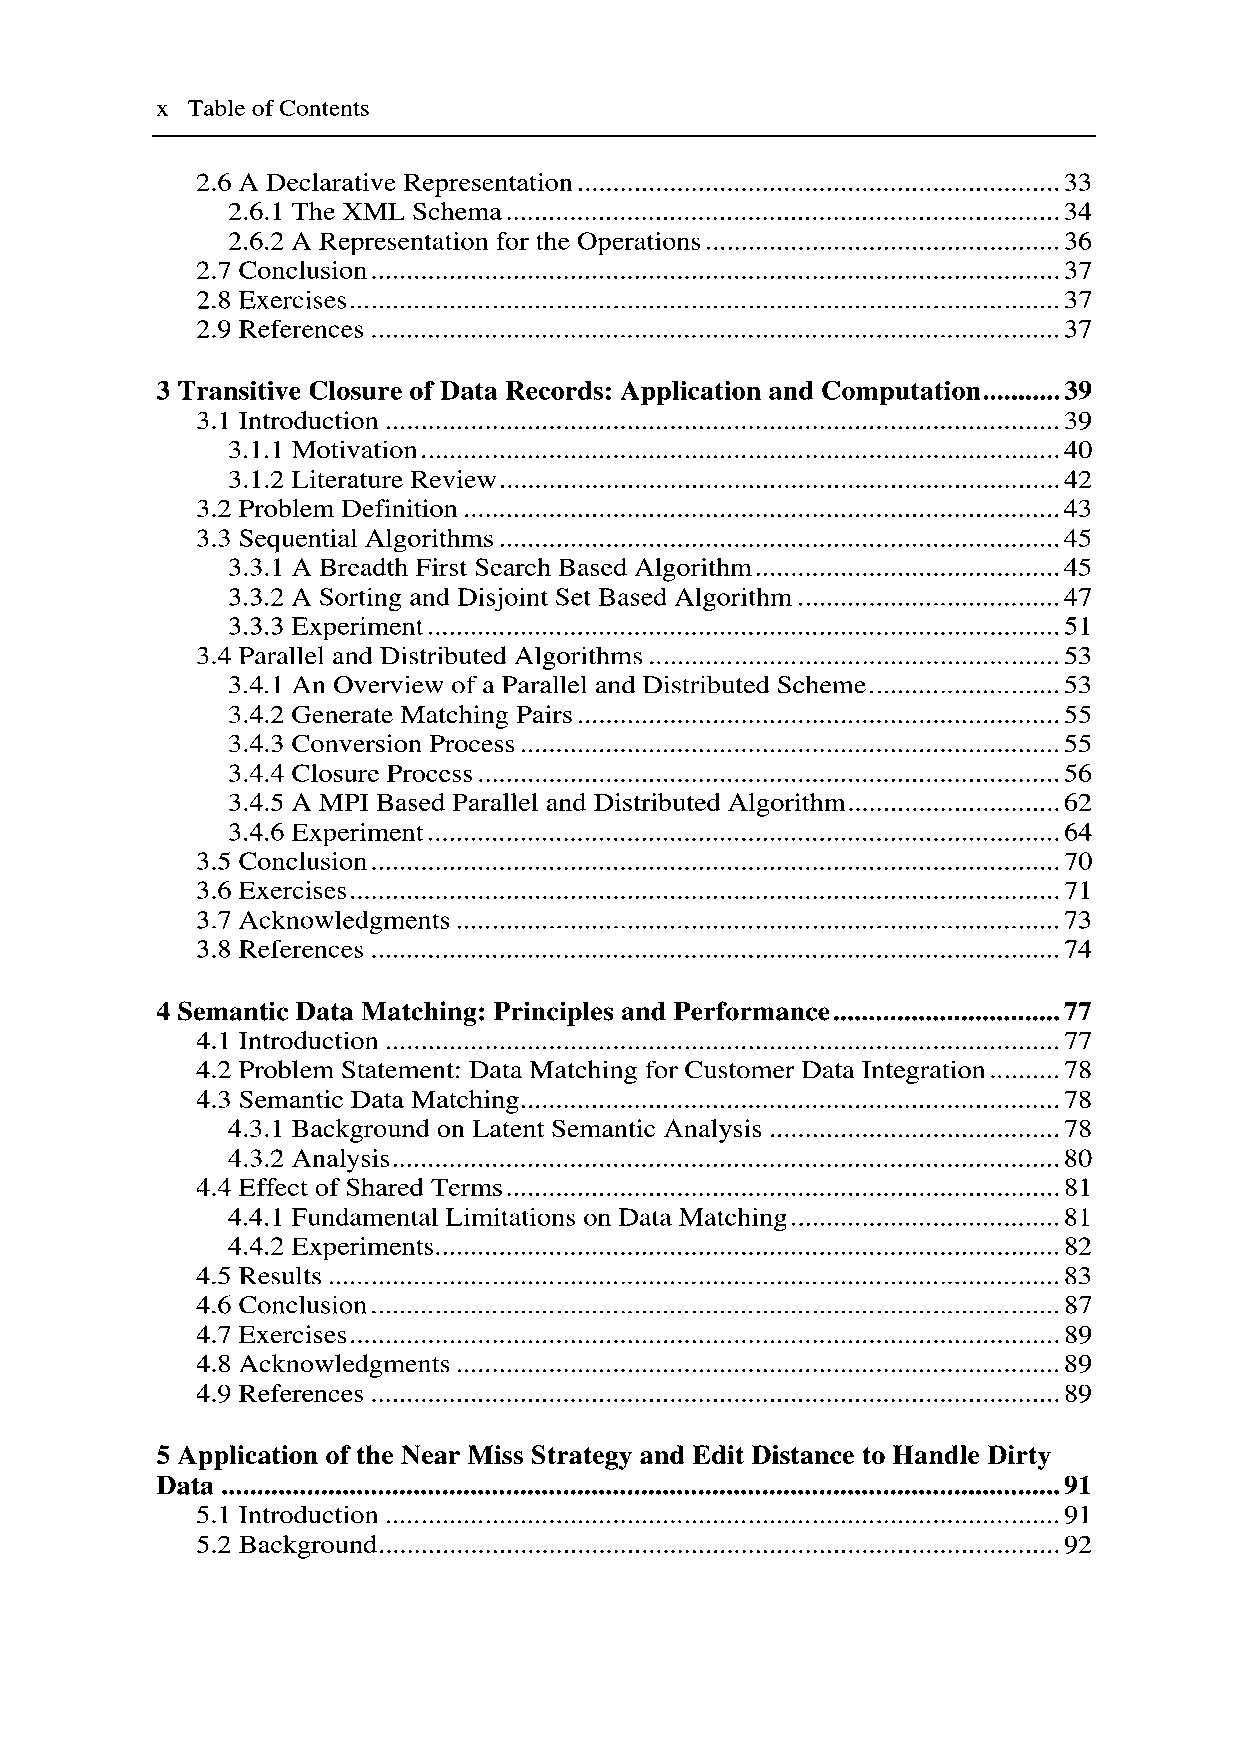 x Table of Contents
2.6 A Declarative Representation....................................................................33
2.6.1 The XML Schema..............................................................................34
2.6.2 A Representation for the Operations..................................................36
2.7 Conclusion.................................................................................................37
2.8 Exercises....................................................................................................37
2.9 References .................................................................................................37
3 Transitive Closure of Data Records: Application and Computation...........39
3.1 Introduction ...............................................................................................39
3.1.1 Motivation..........................................................................................40
3.1.2 Literature Review...............................................................................42
3.2 Problem Definition ....................................................................................43
3.3 Sequential Algorithms ...............................................................................45
3.3.1 A Breadth First Search Based Algorithm...........................................45
3.3.2 A Sorting and Disjoint Set Based Algorithm.....................................47
3.3.3 Experiment.........................................................................................51
3.4 Parallel and Distributed Algorithms ..........................................................53
3.4.1 An Overview of a Parallel and Distributed Scheme...........................53
3.4.2 Generate Matching Pairs....................................................................55
3.4.3 Conversion Process............................................................................55
3.4.4 Closure Process..................................................................................56
3.4.5 A MPI Based Parallel and Distributed Algorithm..............................62
3.4.6 Experiment.........................................................................................64
3.5 Conclusion.................................................................................................70
3.6 Exercises....................................................................................................71
3.7 Acknowledgments .....................................................................................73
3.8 References .................................................................................................74
4 Semantic Data Matching: Principles and Performance................................77
4.1 Introduction ...............................................................................................77
4.2 Problem Statement: Data Matching for Customer Data Integration..........78
4.3 Semantic Data Matching............................................................................78
4.3.1 Background on Latent Semantic Analysis .........................................78
4.3.2 Analysis..............................................................................................80
4.4 Effect of Shared Terms..............................................................................81
4.4.1 Fundamental Limitations on Data Matching......................................81
4.4.2 Experiments........................................................................................82
4.5 Results .......................................................................................................83
4.6 Conclusion.................................................................................................87
4.7 Exercises....................................................................................................89
4.8 Acknowledgments .....................................................................................89
4.9 References .................................................................................................89
5 Application of the Near Miss Strategy and Edit Distance to Handle Dirty
Data ......................................................................................................................91
5.1 Introduction ...............................................................................................91
5.2 Background................................................................................................92